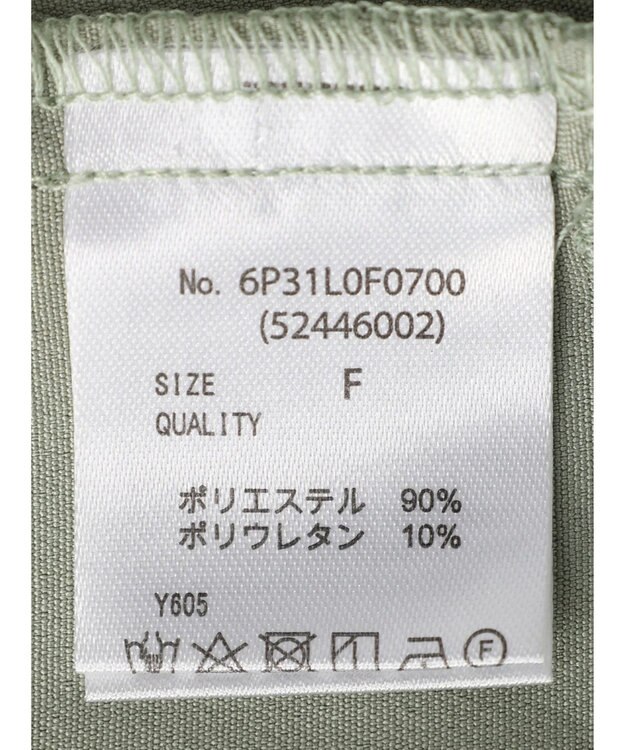 No. 6P31L0F0700
(52446002)
SIZE F
QUALITY
ポリエステル 90%
ポリウレタン 10%
Y605
F